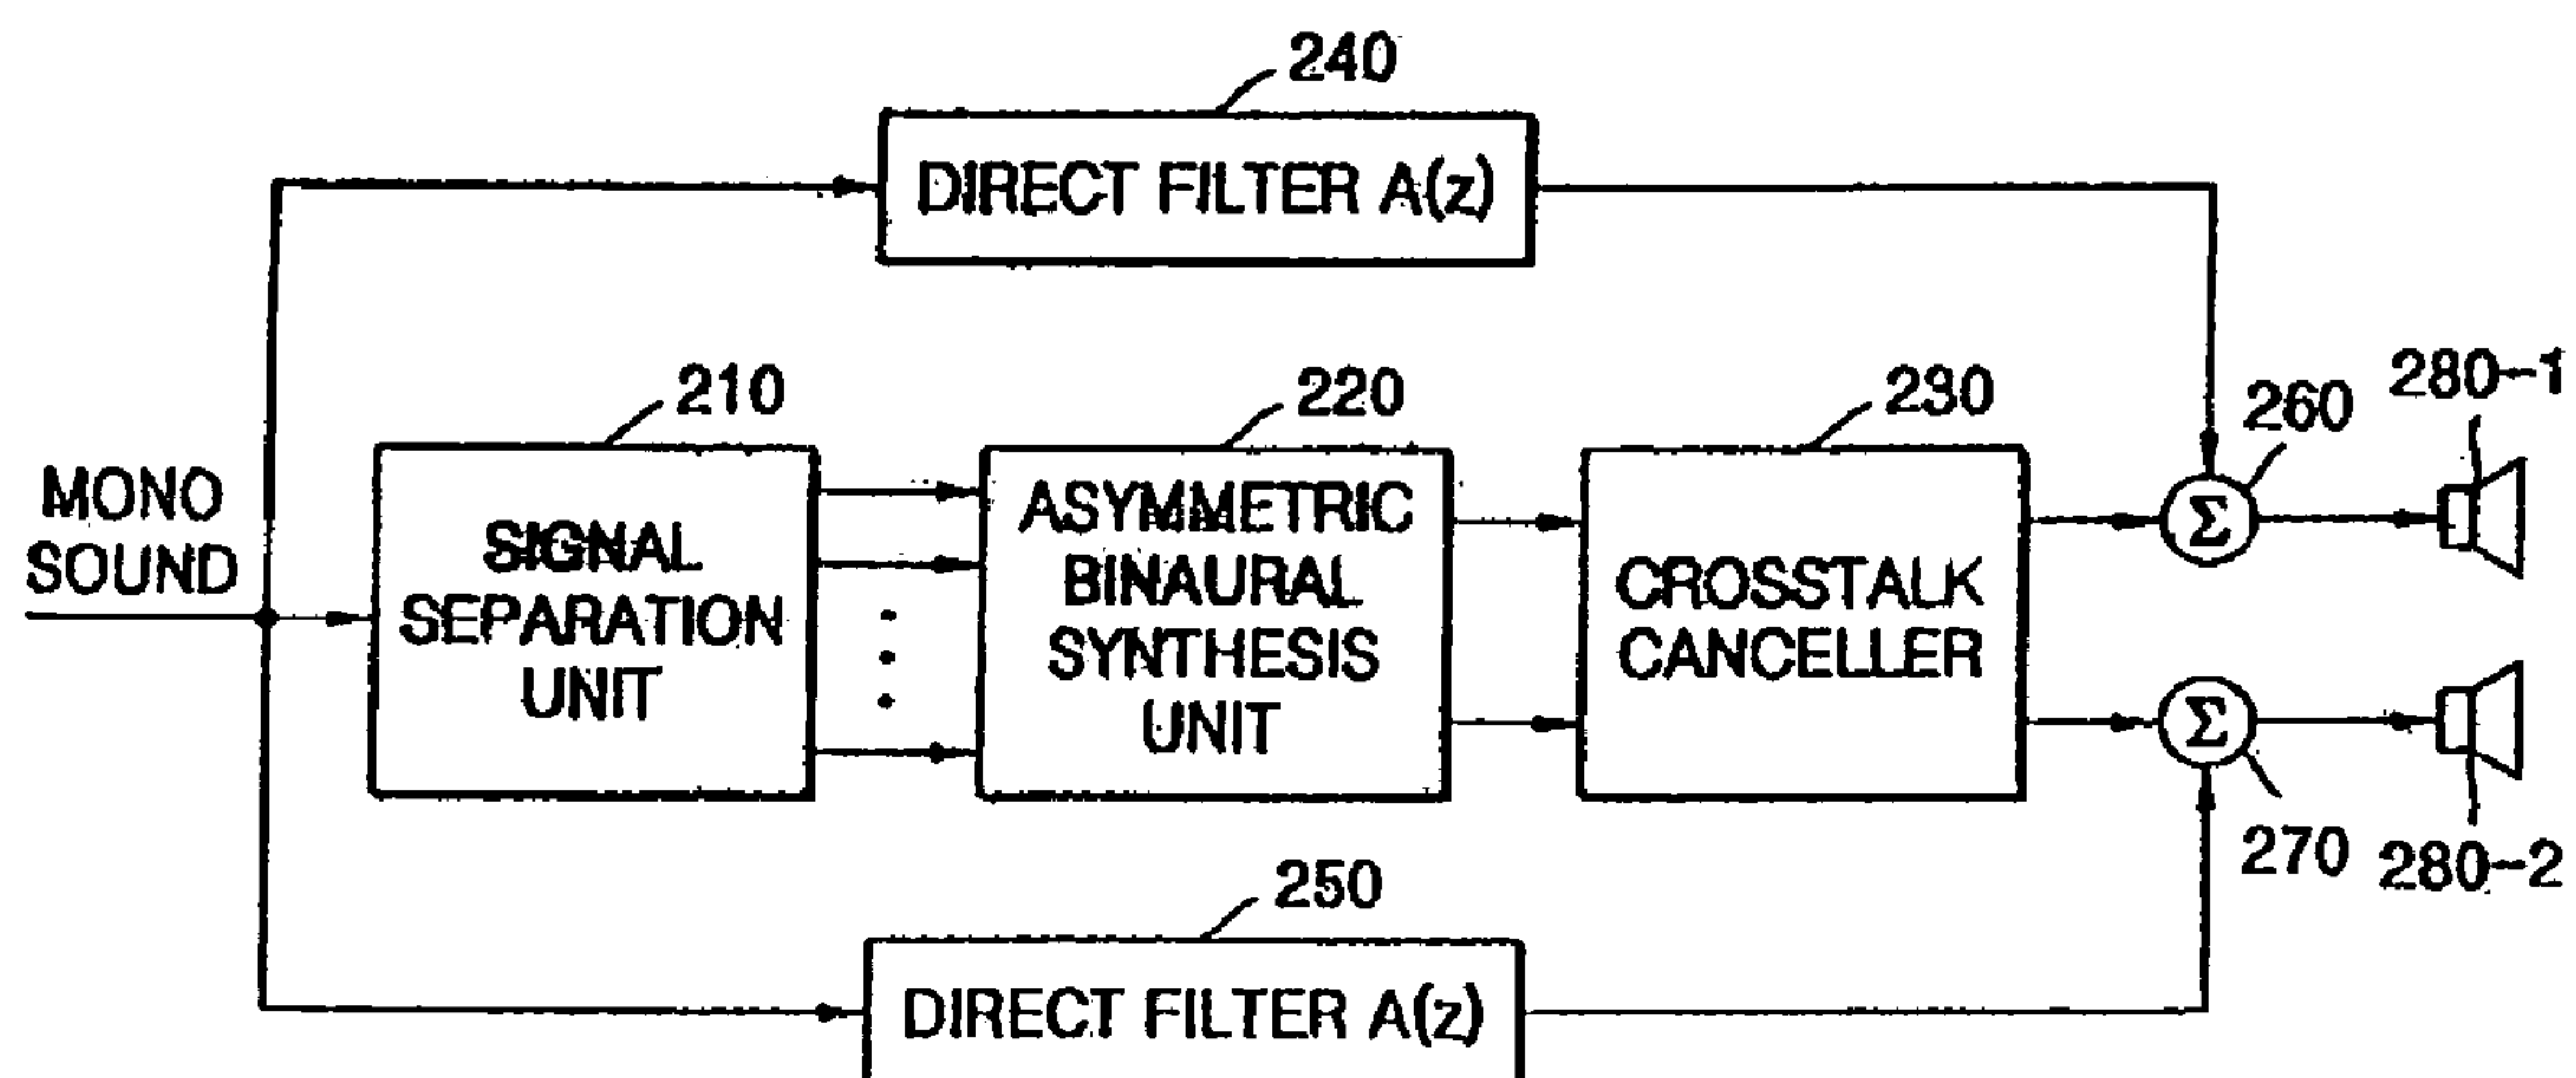 240
DIRECT FILTER A(z)
210
220
230
260
280-1
MONO
SOUND
SIGNAL
SEPARATION
UNIT
ASYMMETRIC
BINAURAL
SYNTHESIS
UNIT
CROSSTALK
CANCELLER
Σ
Σ
270
280-2
250
DIRECT FILTER A(z)